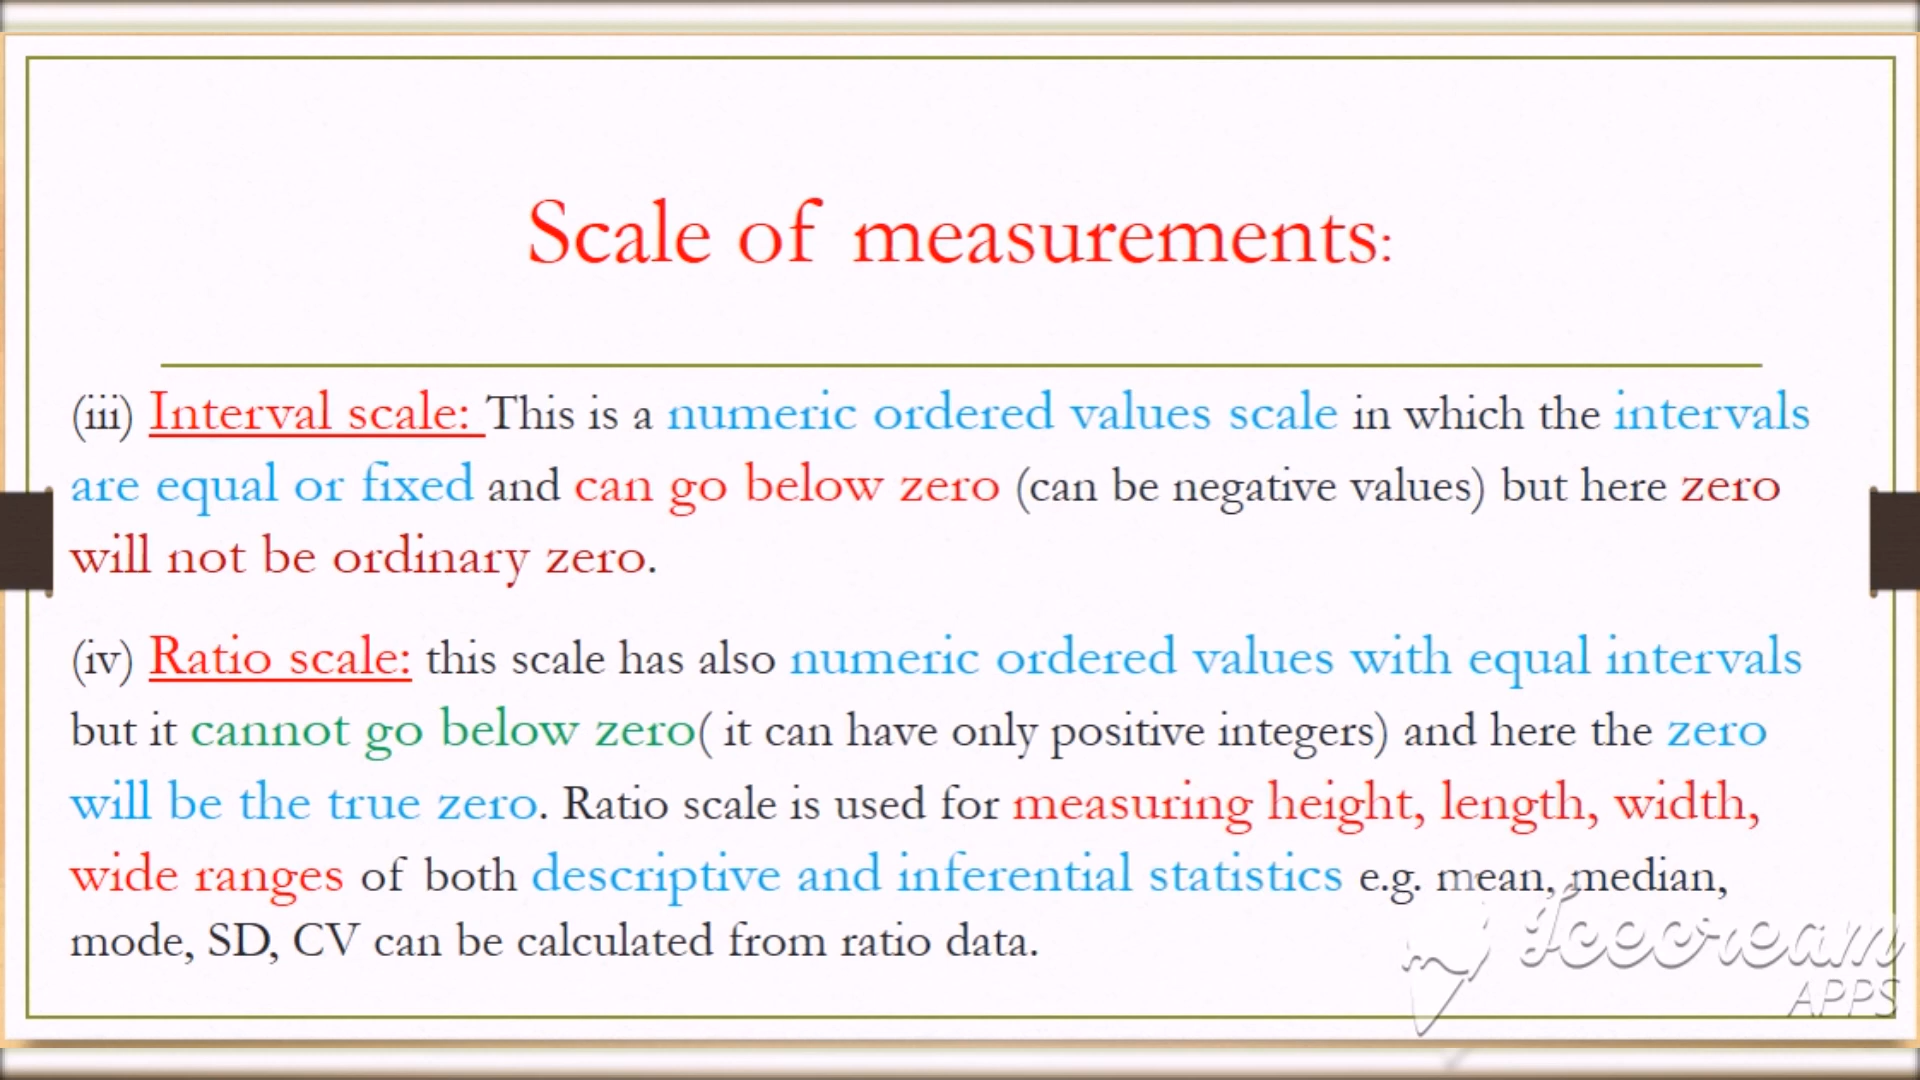 Scale of measurements:
(iii) Interval scale: This is a numeric ordered values scale in which the intervals
are equal or fixed and can go below zero (can be negative values) but here zero
will not be ordinary zero.
(iv) Ratio scale: this scale has also numeric ordered values with equal intervals
but it cannot go below zero( it can have only positive integers) and here the zero
will be the true zero. Ratio scale is used for measuring height, length, width,
wide ranges of both descriptive and inferential statistics e.g. mean, median,
mode, SD, CV can be calculated from ratio data.
Icecream
APPS